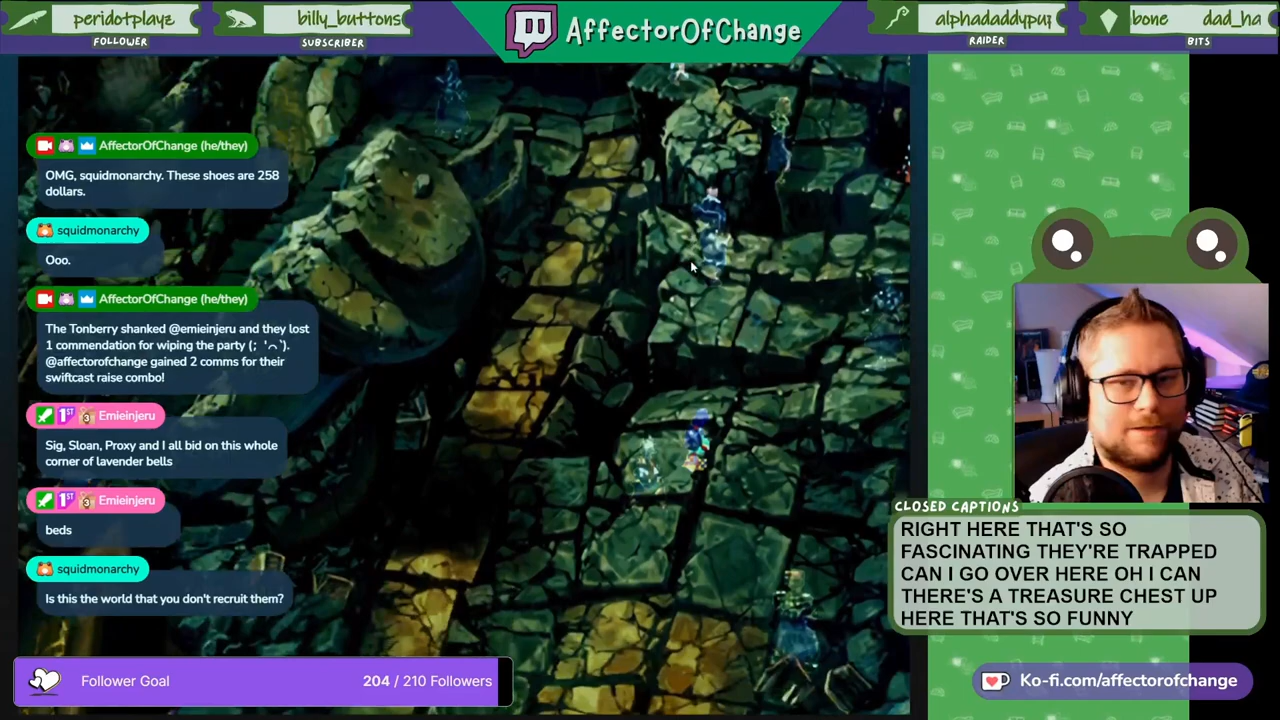 peridotplayz
FOLLOWER
billy_buttons
SUBSCRIBER
AffectorOfChange
RAIDER
bone dad_ha
BITS
AffectorOfChange (he/they)
OMG, squidmonarchy. These shoes are 258
dollars.
squidmonarchy
Ooo.
AffectorOfChange (he/they)
The Tonberry shanked @emieinjeru and they lost
1 commendation for wiping the party (; '⌒`).
@affectorofchange gained 2 comms for their
swiftcast raise combo!
1ST 3 Emieinjeru
Sig, Sloan, Proxy and I all bid on this whole
corner of lavender bells
1ST 3 Emieinjeru
beds
squidmonarchy
Is this the world that you don't recruit them?
Follower Goal 204 / 210 Followers
CLOSED CAPTIONS
RIGHT HERE THAT'S SO
FASCINATING THEY'RE TRAPPED
CAN I GO OVER HERE OH I CAN
THERE'S A TREASURE CHEST UP
HERE THAT'S SO FUNNY
Ko-fi.com/affectorofchange